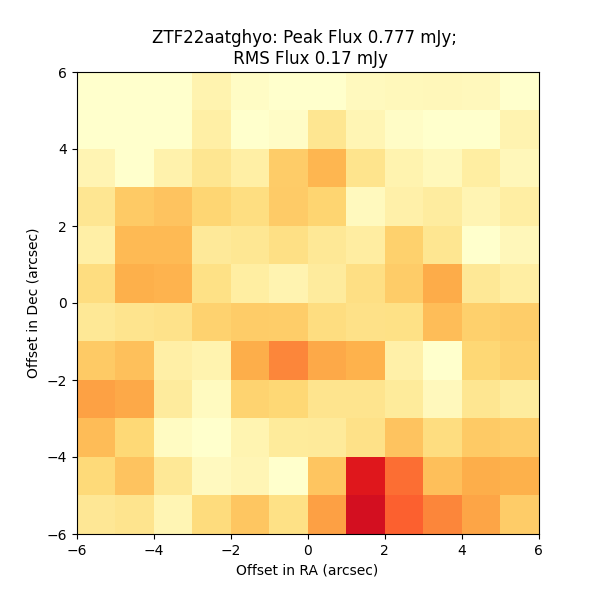 ZTF22aatghyo: Peak Flux 0.777 mJy;
RMS Flux 0.17 mJy
6
4
2
0
−2
−4
−6
Offset in Dec (arcsec)
−6 −4 −2 0 2 4 6
Offset in RA (arcsec)